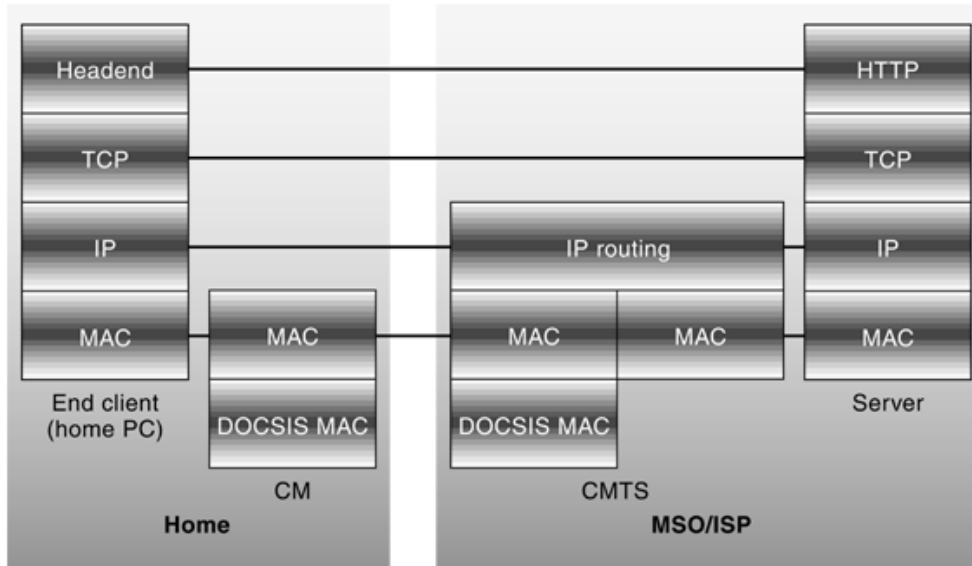 Headend
HTTP
TCP
TCP
IP
IP routing
IP
MAC
MAC
MAC
MAC
MAC
End client
(home PC)
DOCSIS MAC
DOCSIS MAC
Server
CM
CMTS
Home
MSO/ISP